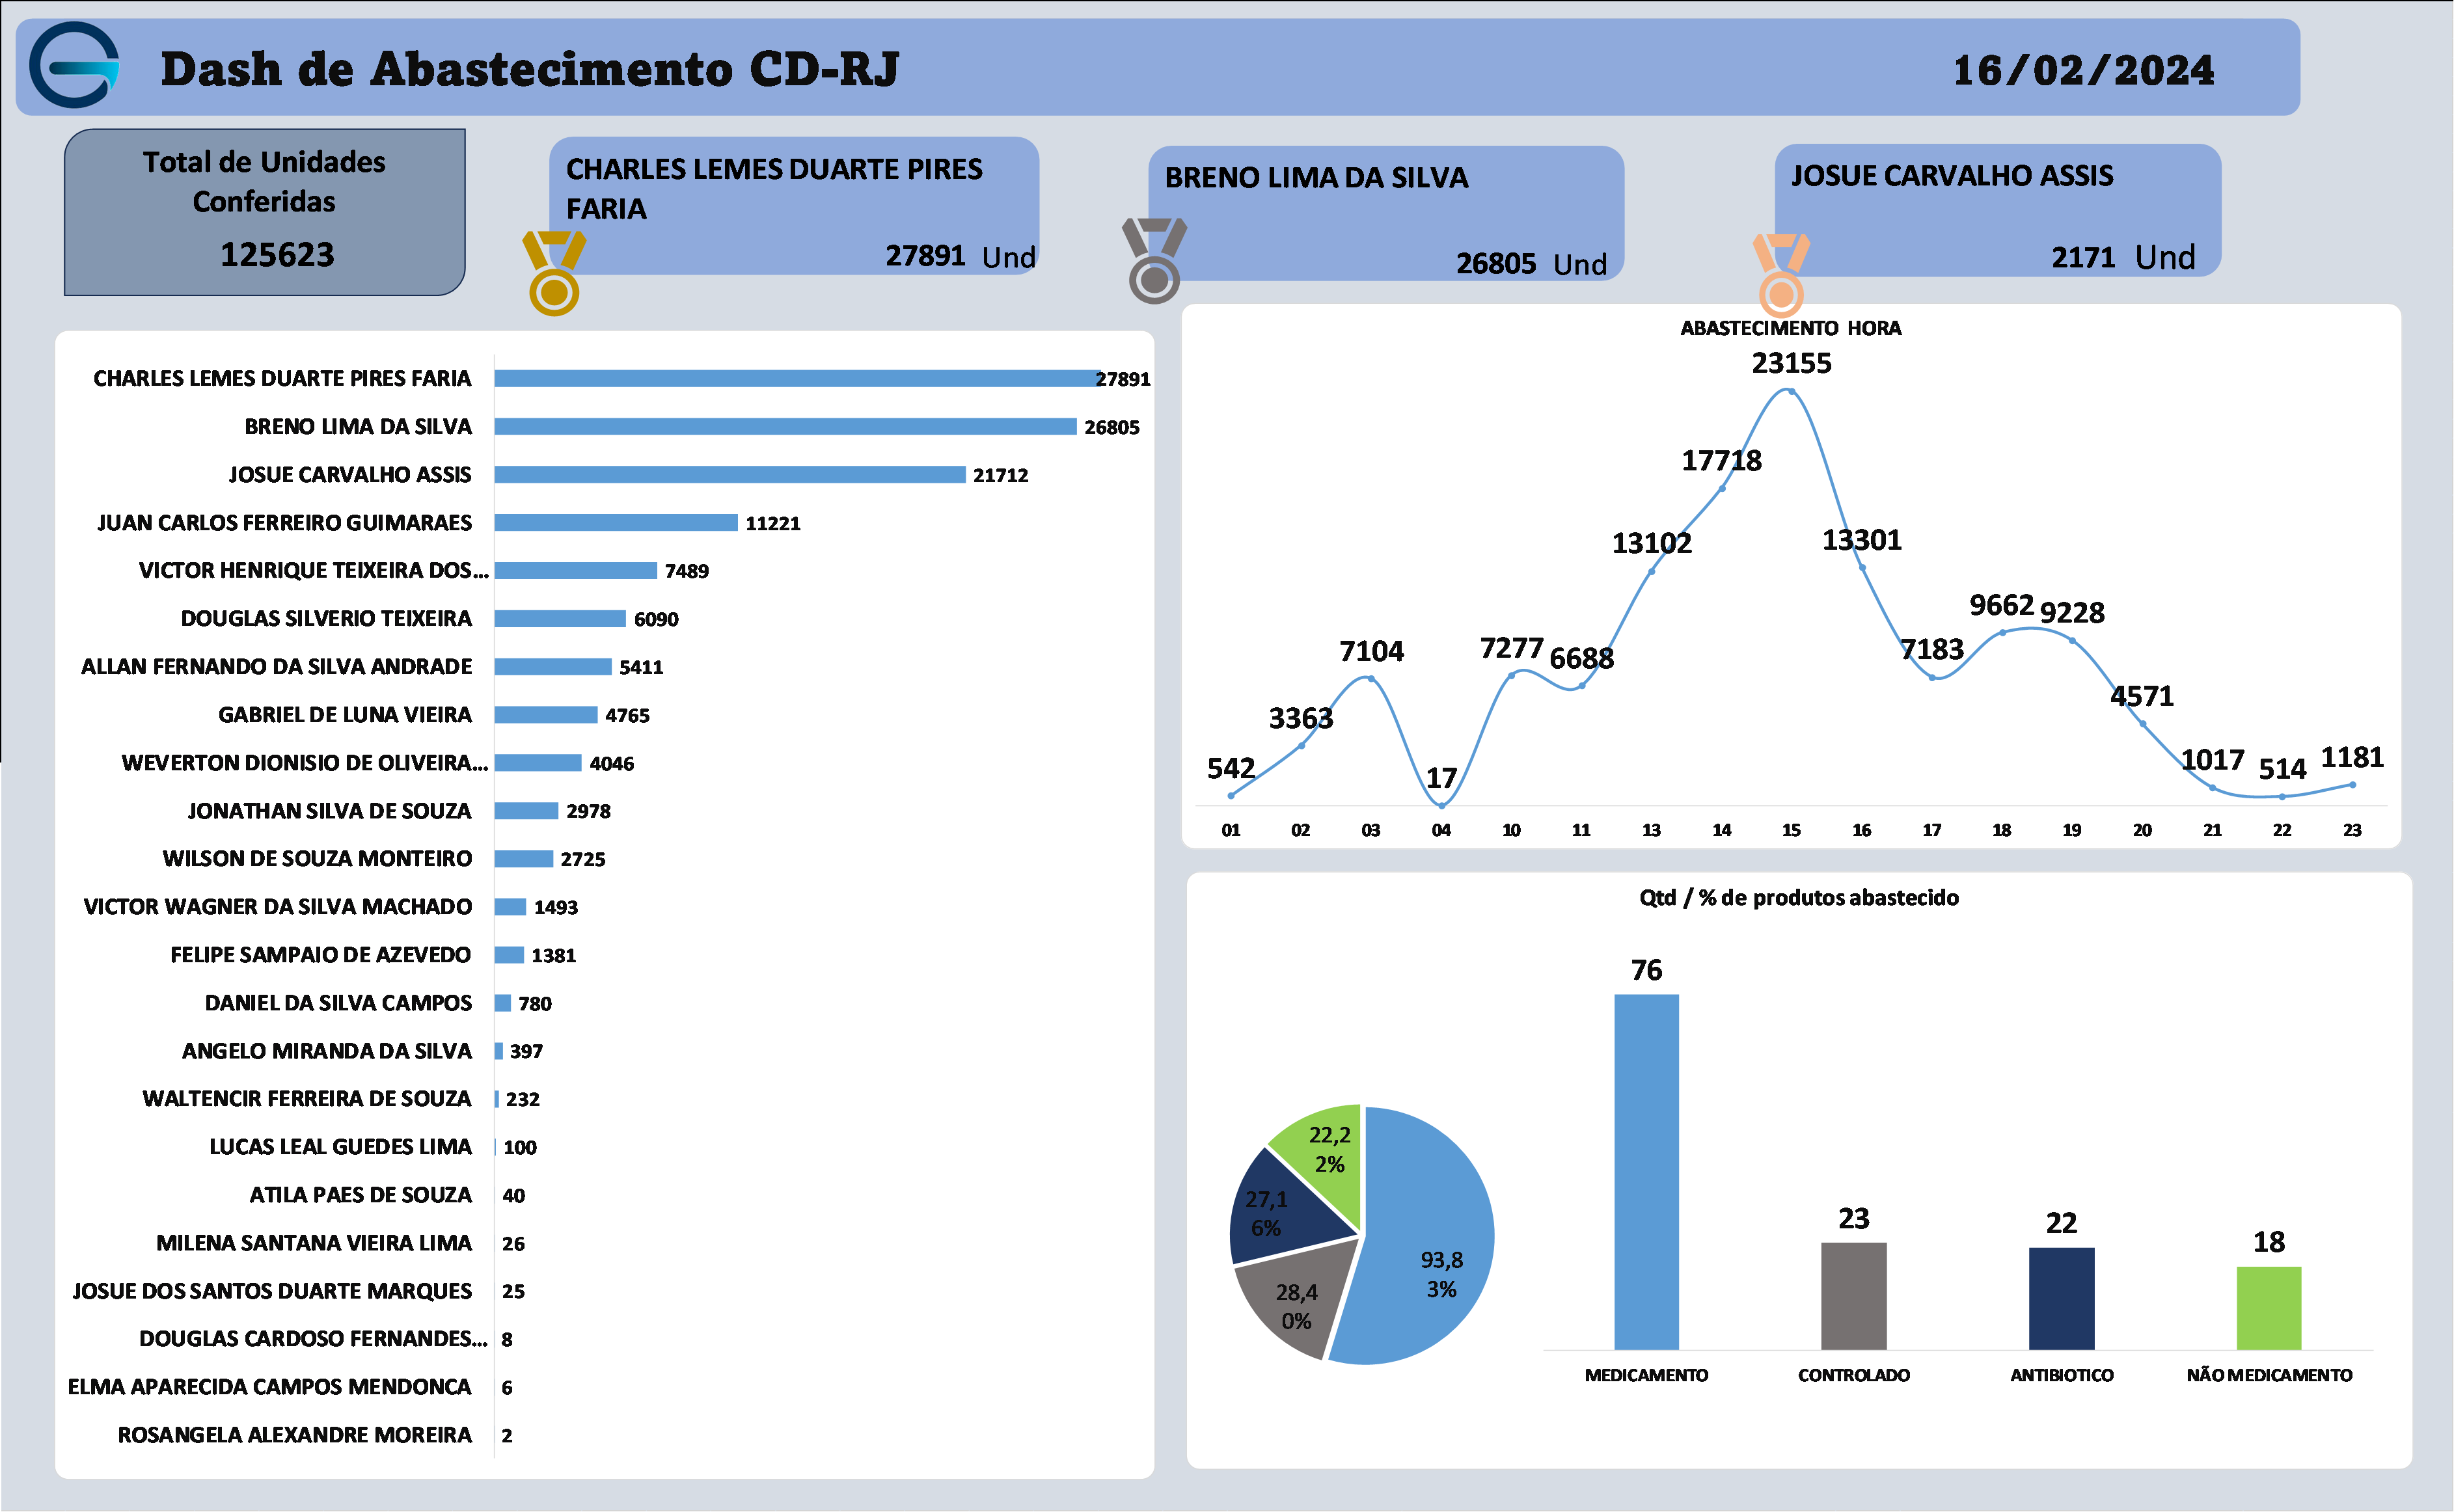 Dash de Abastecimento CD-RJ
16/02/2024
Total de Unidades
Conferidas
125623
CHARLES LEMES DUARTE PIRES
FARIA
27891 Und
BRENO LIMA DA SILVA
26805 Und
JOSUE CARVALHO ASSIS
2171 Und
CHARLES LEMES DUARTE PIRES FARIA 27891
BRENO LIMA DA SILVA 26805
JOSUE CARVALHO ASSIS 21712
JUAN CARLOS FERREIRO GUIMARAES 11221
VICTOR HENRIQUE TEIXEIRA DOS... 7489
DOUGLAS SILVERIO TEIXEIRA 6090
ALLAN FERNANDO DA SILVA ANDRADE 5411
GABRIEL DE LUNA VIEIRA 4765
WEVERTON DIONISIO DE OLIVEIRA... 4046
JONATHAN SILVA DE SOUZA 2978
WILSON DE SOUZA MONTEIRO 2725
VICTOR WAGNER DA SILVA MACHADO 1493
FELIPE SAMPAIO DE AZEVEDO 1381
DANIEL DA SILVA CAMPOS 780
ANGELO MIRANDA DA SILVA 397
WALTENCIR FERREIRA DE SOUZA 232
LUCAS LEAL GUEDES LIMA 100
ATILA PAES DE SOUZA 40
MILENA SANTANA VIEIRA LIMA 26
JOSUE DOS SANTOS DUARTE MARQUES 25
DOUGLAS CARDOSO FERNANDES... 8
ELMA APARECIDA CAMPOS MENDONCA 6
ROSANGELA ALEXANDRE MOREIRA 2
ABASTECIMENTO HORA
542 3363 7104 17 7277 6688 13102 17718 23155 13301 7183 9662 9228 4571 1017 514 1181
01 02 03 04 10 11 13 14 15 16 17 18 19 20 21 22 23
Qtd / % de produtos abastecido
22,2
2%
27,1
6%
28,4
0%
93,8
3%
76 23 22 18
MEDICAMENTO CONTROLADO ANTIBIOTICO NÃO MEDICAMENTO